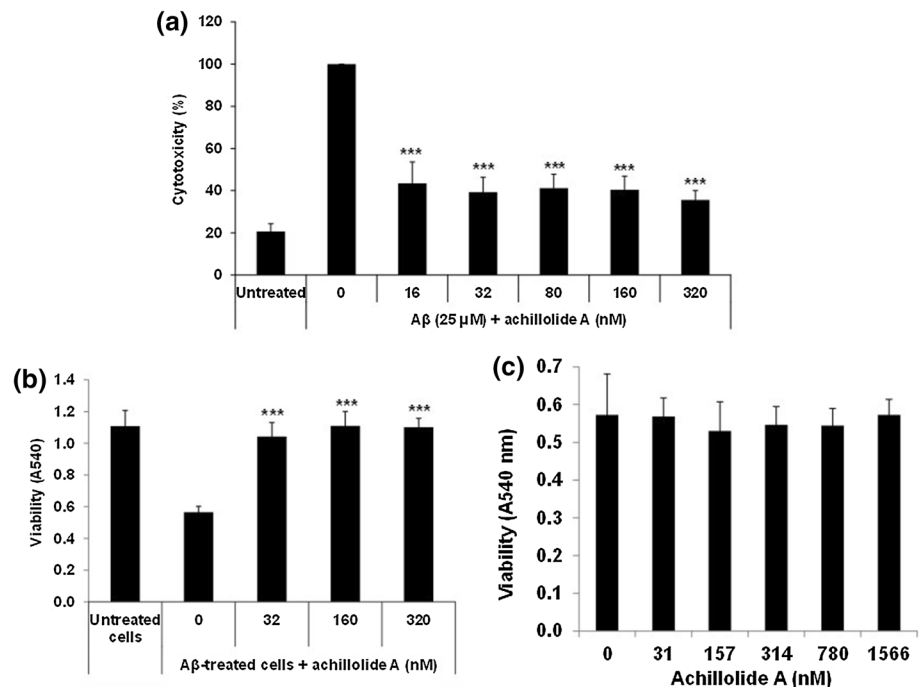 (a)
Cytotoxicity (%)
120
100
80
60
40
20
0
*** *** *** *** ***
Untreated 0 16 32 80 160 320
Aβ (25 µM) + achillolide A (nM)
(b)
Viability (A540)
1.4
1.2
1.0
0.8
0.6
0.4
0.2
0.0
*** *** ***
Untreated cells 0 32 160 320
Aβ-treated cells + achillolide A (nM)
(c)
Viability (A540 nm)
0.7
0.6
0.5
0.4
0.3
0.2
0.1
0.0
0 31 157 314 780 1566
Achillolide A (nM)